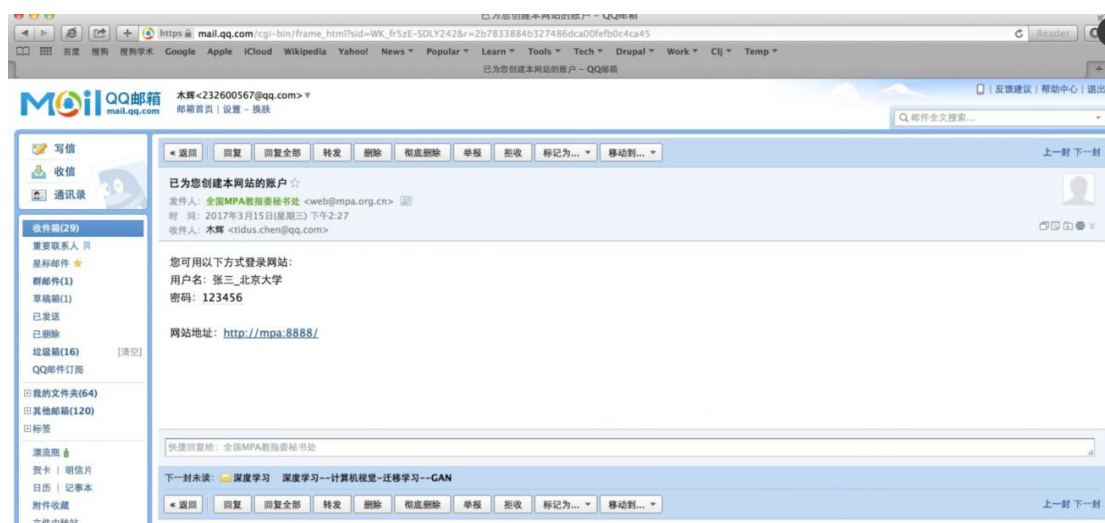 已为您创建本网站的账户 - QQ邮箱
https mail.qq.com/cgi-bin/frame_html?sid=WK_fr5zE-SDLY242&r=2b7833884b327486dca00fefb0c4ca45
Reader
百度 搜狗 搜狗学术 Google Apple iCloud Wikipedia Yahoo! News Popular Learn Tools Tech Drupal Work Clj Temp
已为您创建本网站的账户 - QQ邮箱
Mail QQ邮箱 mail.qq.com
木辉<232600567@qq.com>
邮箱首页 | 设置 - 换肤
反馈建议 | 帮助中心 | 退出
邮件全文搜索...
写信
收信
通讯录
收件箱(29)
重要联系人
星标邮件
群邮件(1)
草稿箱(1)
已发送
已删除
垃圾箱(16) [清空]
QQ邮件订阅
我的文件夹(64)
其他邮箱(120)
标签
漂流瓶
贺卡 | 明信片
日历 | 记事本
附件收藏
文件中转站
« 返回 回复 回复全部 转发 删除 彻底删除 举报 拒收 标记为... 移动到... 上一封 下一封
已为您创建本网站的账户
发件人: 全国MPA教指委秘书处 <web@mpa.org.cn>
时 间: 2017年3月15日(星期三) 下午2:27
收件人: 木辉 <tidus.chen@qq.com>
您可用以下方式登录网站:
用户名: 张三_北京大学
密码: 123456
网站地址: http://mpa:8888/
快捷回复给: 全国MPA教指委秘书处
下一封未读: 深度学习 深度学习--计算机视觉-迁移学习--GAN
« 返回 回复 回复全部 转发 删除 彻底删除 举报 拒收 标记为... 移动到... 上一封 下一封